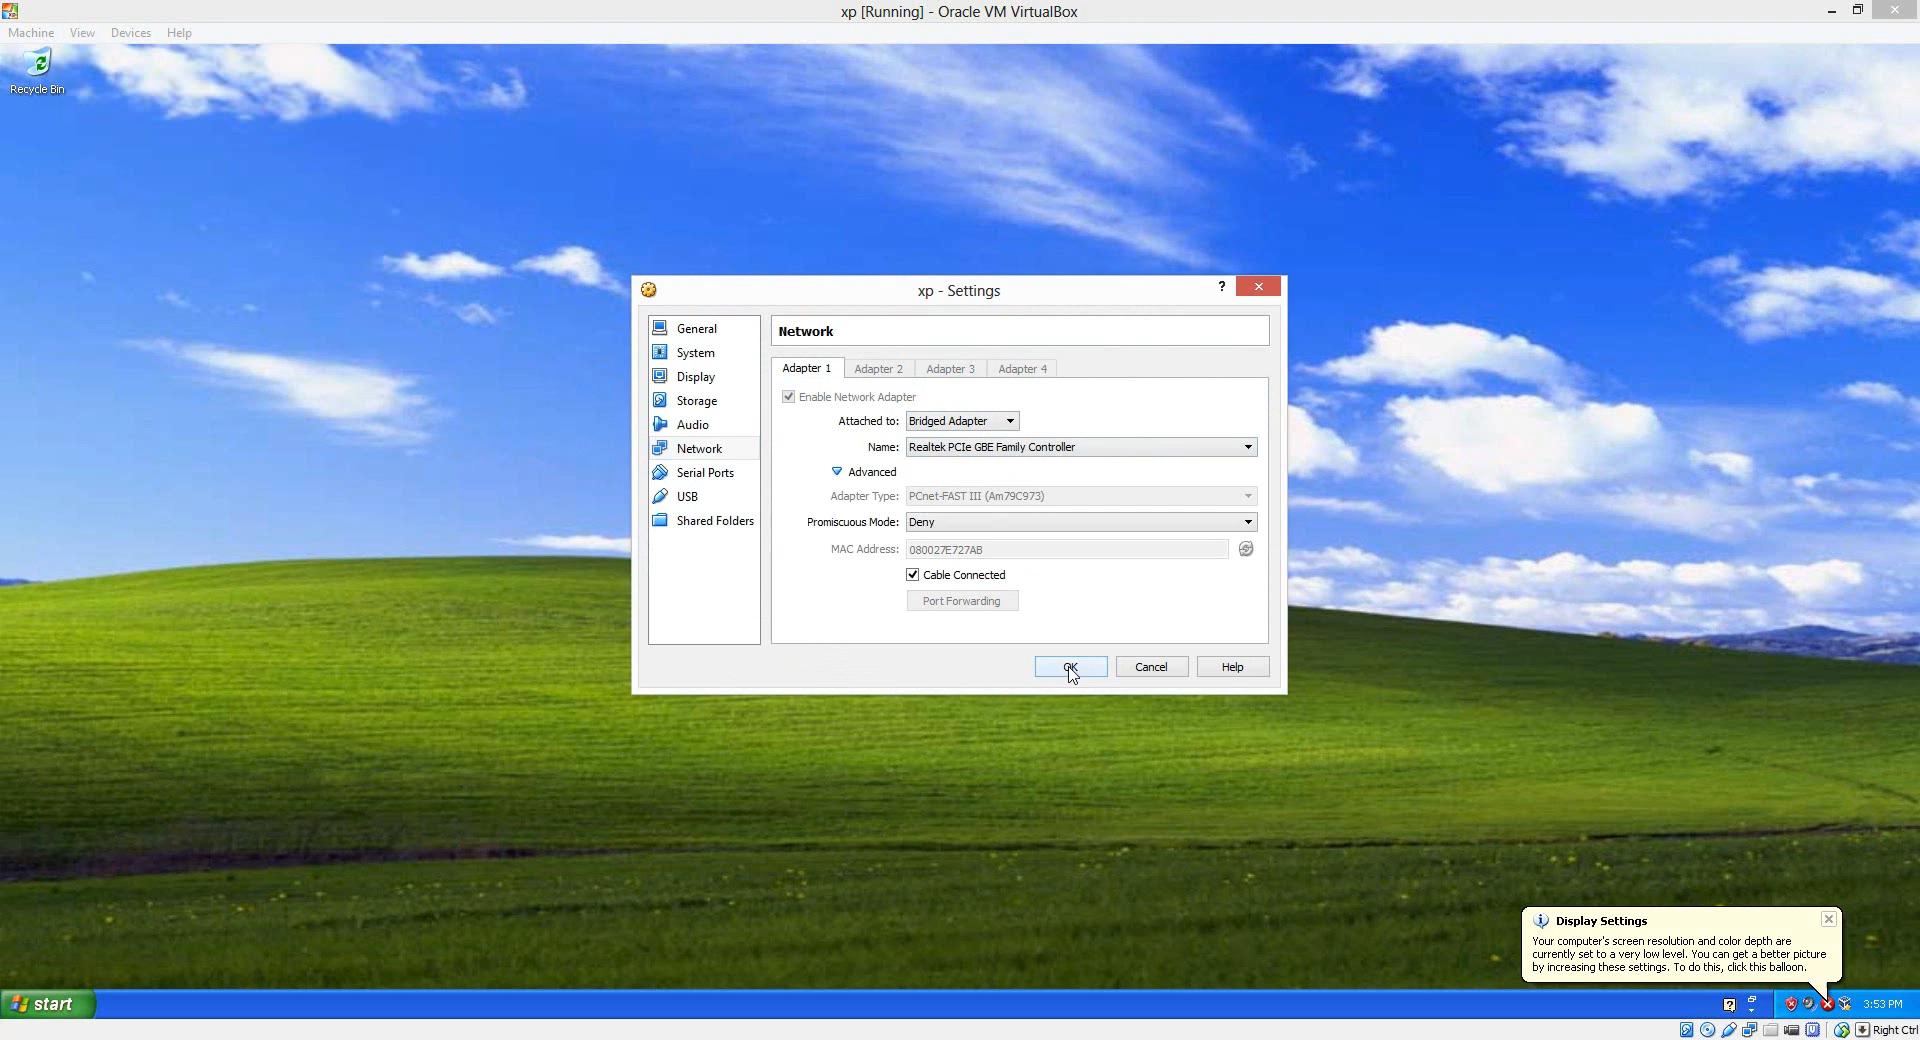 xp [Running] - Oracle VM VirtualBox
Machine View Devices Help
Recycle Bin
xp - Settings
?
General
System
Display
Storage
Audio
Network
Serial Ports
USB
Shared Folders
Network
Adapter 1 Adapter 2 Adapter 3 Adapter 4
Enable Network Adapter
Attached to: Bridged Adapter
Name: Realtek PCIe GBE Family Controller
Advanced
Adapter Type: PCnet-FAST III (Am79C973)
Promiscuous Mode: Deny
MAC Address: 080027E727AB
Cable Connected
Port Forwarding
OK Cancel Help
Display Settings
Your computer's screen resolution and color depth are
currently set to a very low level. You can get a better picture
by increasing these settings. To do this, click this balloon.
start
3:53 PM
Right Ctrl